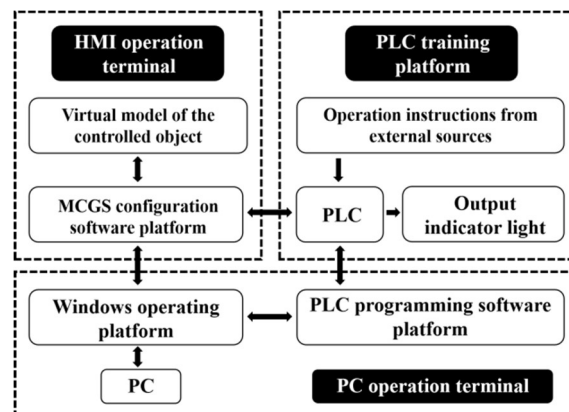 HMI operation
terminal
Virtual model of the
controlled object
MCGS configuration
software platform
PLC training
platform
Operation instructions from
external sources
PLC
Output
indicator light
Windows operating
platform
PLC programming software
platform
PC
PC operation terminal